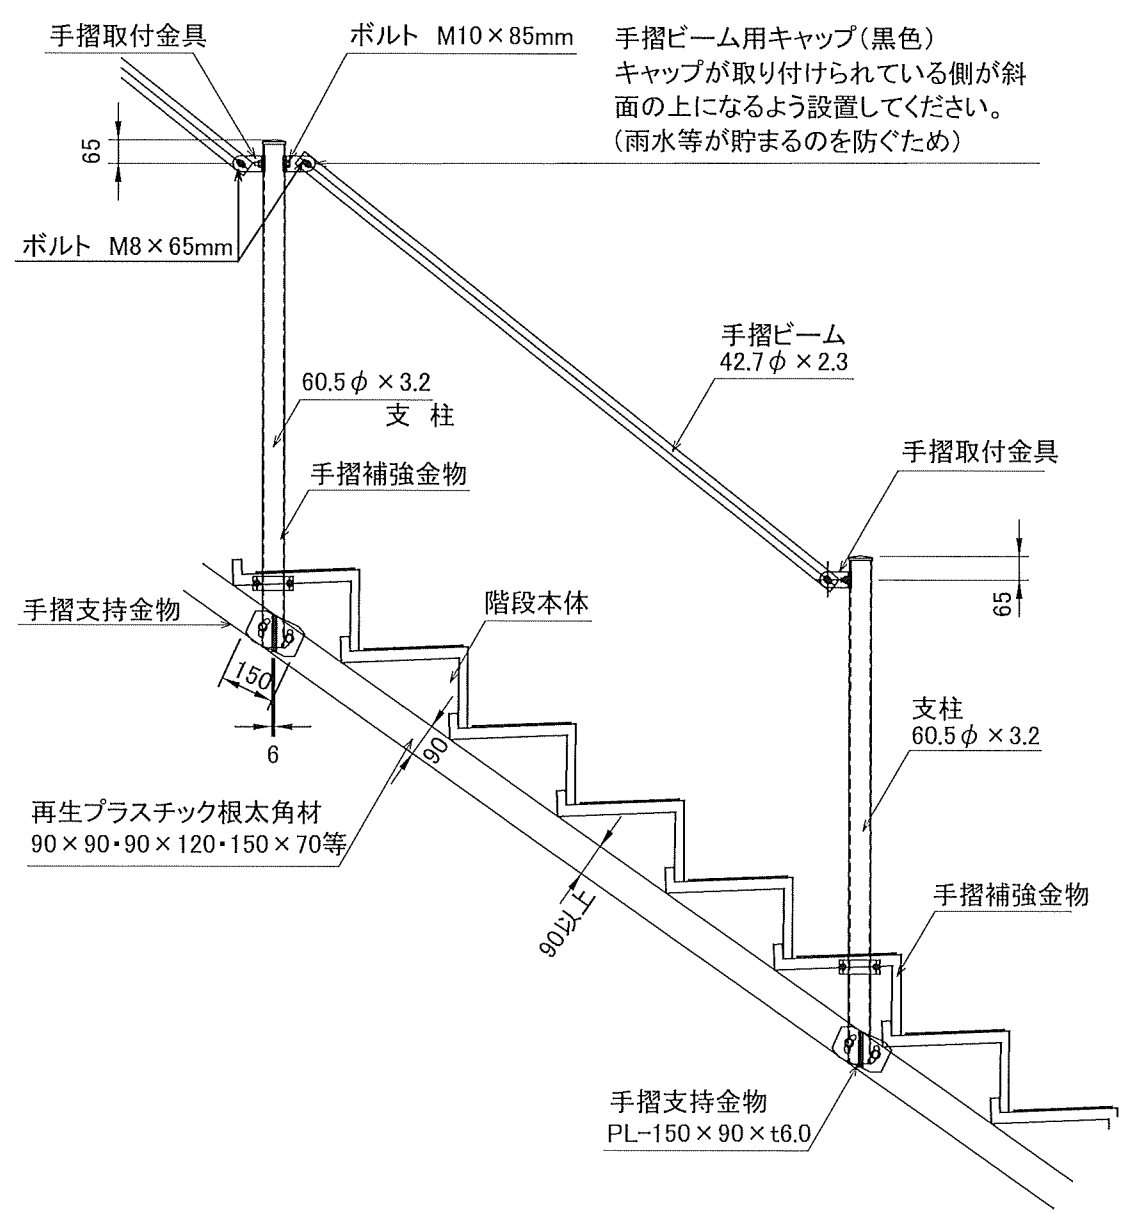 手摺取付金具
ボルト M10×85mm
手摺ビーム用キャップ（黒色）
キャップが取り付けられている側が斜
面の上になるよう設置してください。
（雨水等が貯まるのを防ぐため）
65
ボルト M8×65mm
手摺ビーム
42.7φ×2.3
60.5φ×3.2
支 柱
手摺取付金具
手摺補強金物
65
手摺支持金物
階段本体
150
6
90
支柱
60.5φ×3.2
再生プラスチック根太角材
90×90・90×120・150×70等
90以上
手摺補強金物
手摺支持金物
PL-150×90×t6.0